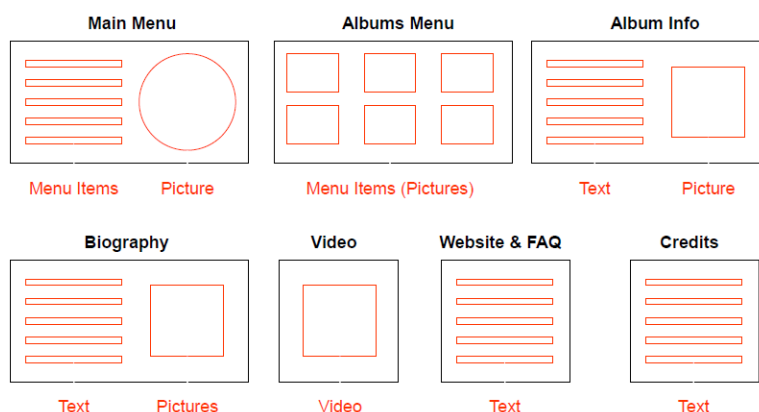 Main Menu
Albums Menu
Album Info
Menu Items
Picture
Menu Items (Pictures)
Text
Picture
Biography
Video
Website & FAQ
Credits
Text
Pictures
Video
Text
Text